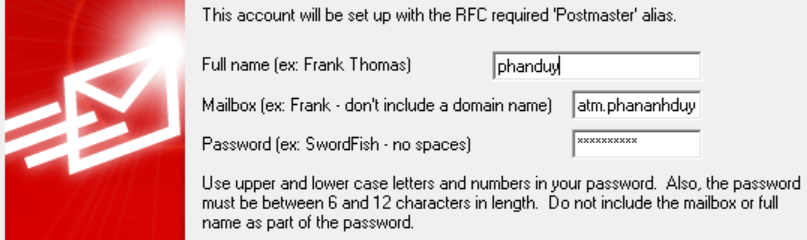 This account will be set up with the RFC required 'Postmaster' alias.
Full name (ex: Frank Thomas) phanduy
Mailbox (ex: Frank - don't include a domain name) atm.phananhduy
Password (ex: SwordFish - no spaces) **********
Use upper and lower case letters and numbers in your password. Also, the password
must be between 6 and 12 characters in length. Do not include the mailbox or full
name as part of the password.